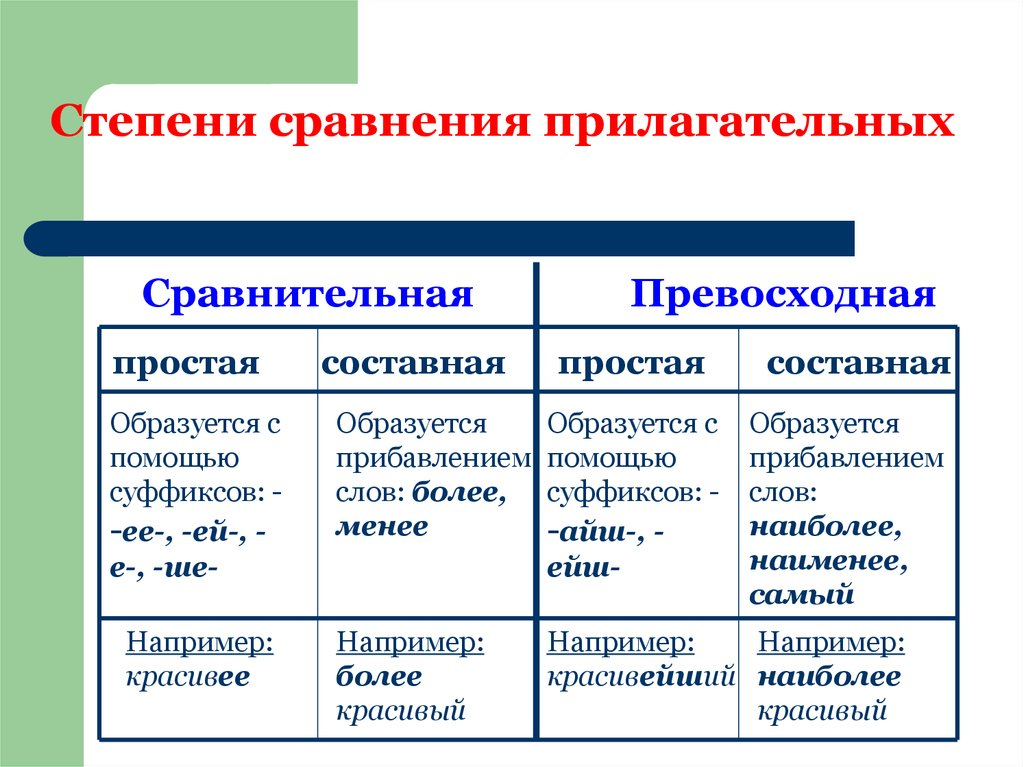 Степени сравнения прилагательных
Сравнительная
Превосходная
простая
составная
простая
составная
Образуется с
помощью
суффиксов: -
-ее-, -ей-, -
е-, -ше-
Образуется
прибавлением
слов: более,
менее
Образуется с
помощью
суффиксов: -
-айш-, -
ейш-
Образуется
прибавлением
слов:
наиболее,
наименее,
самый
Например:
красивее
Например:
более
красивый
Например:
красивейший
Например:
наиболее
красивый